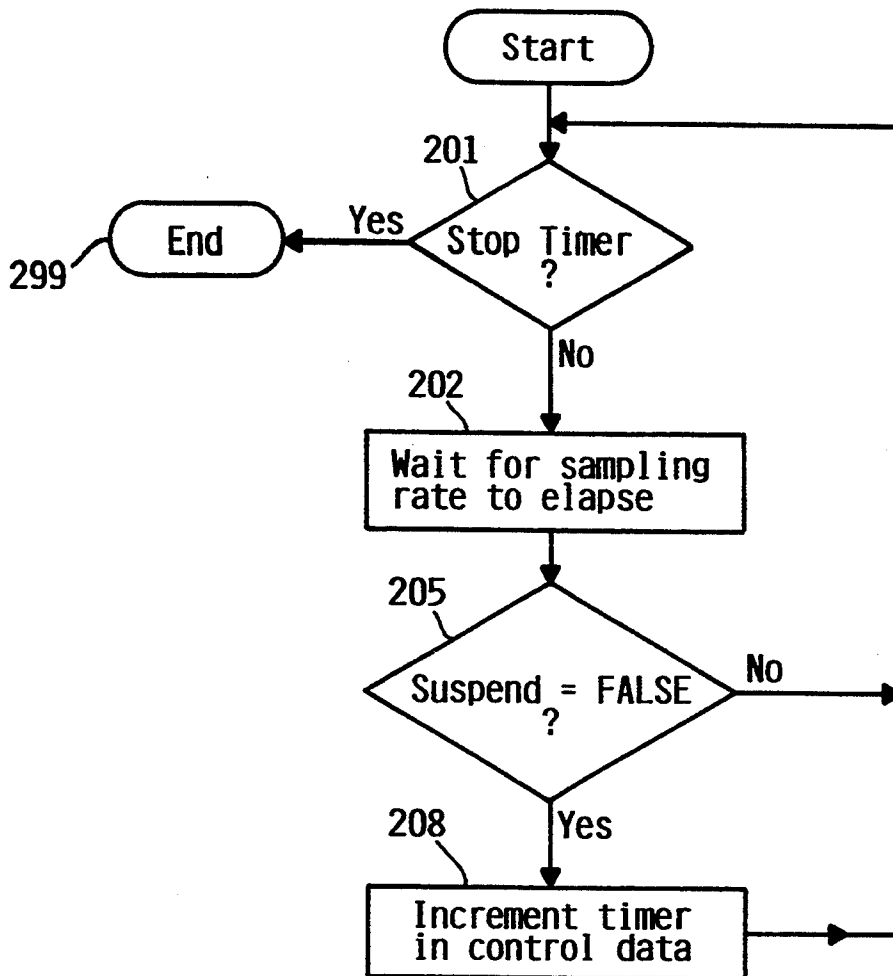 Start
201
Yes
End
Stop Timer
?
299
No
202
Wait for sampling
rate to elapse
205
No
Suspend = FALSE
?
Yes
208
Increment timer
in control data